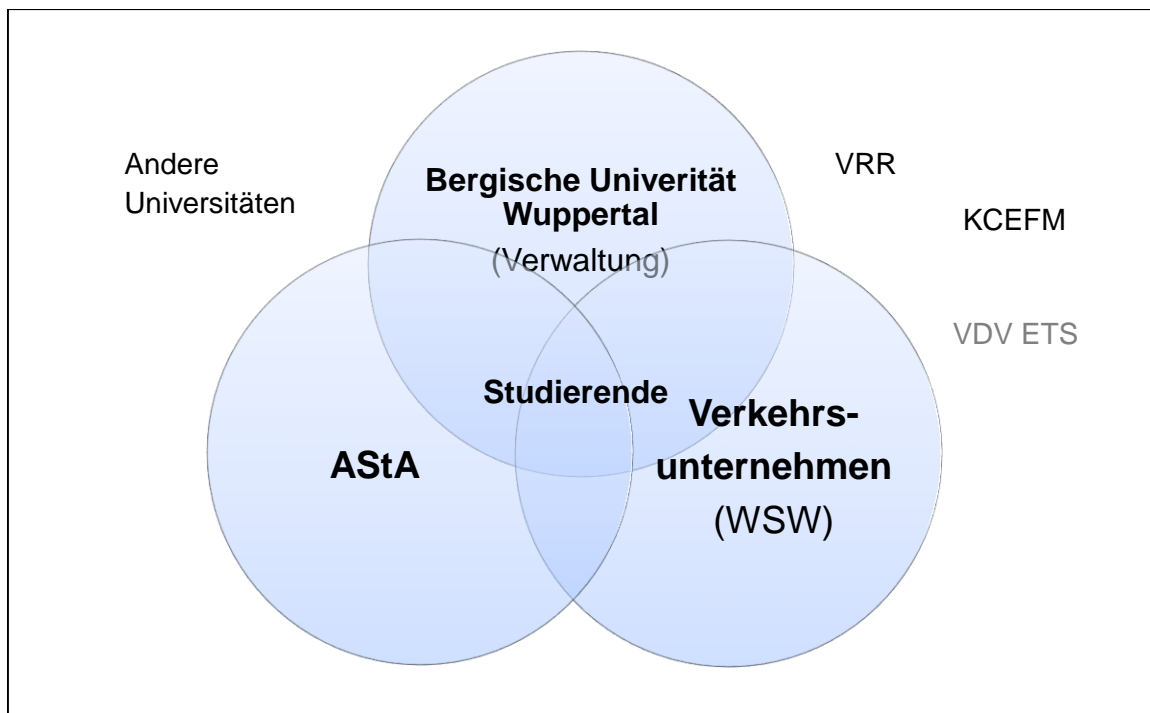 Andere
Universitäten
Bergische Univerität
Wuppertal
(Verwaltung)
VRR
KCEFM
VDV ETS
Studierende
AStA
Verkehrs-
unternehmen
(WSW)